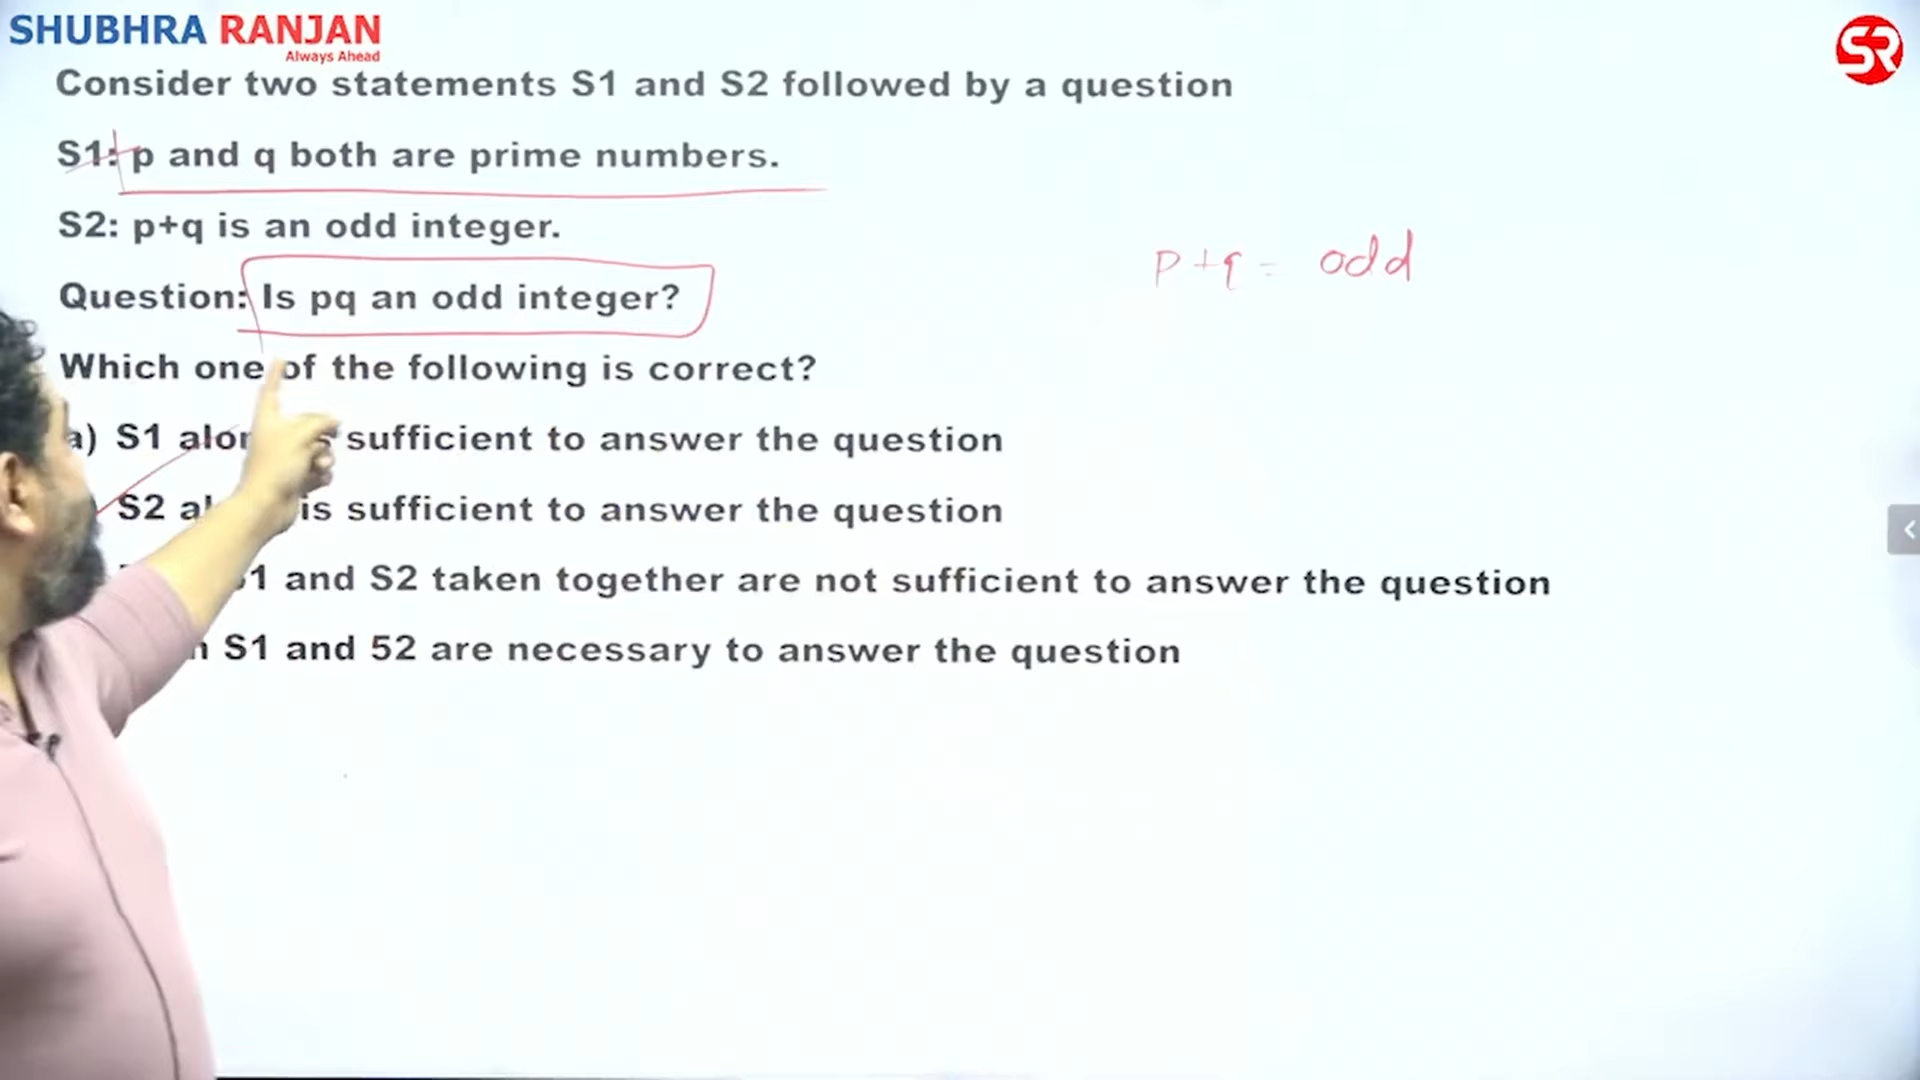 SHUBHRA RANJAN
Always Ahead
SR
Consider two statements S1 and S2 followed by a question
S1: p and q both are prime numbers.
S2: p+q is an odd integer.
p+q = odd
Question: Is pq an odd integer?
Which one of the following is correct?
a) S1 sufficient to answer the question
S2 is sufficient to answer the question
and S2 taken together are not sufficient to answer the question
S1 and 52 are necessary to answer the question